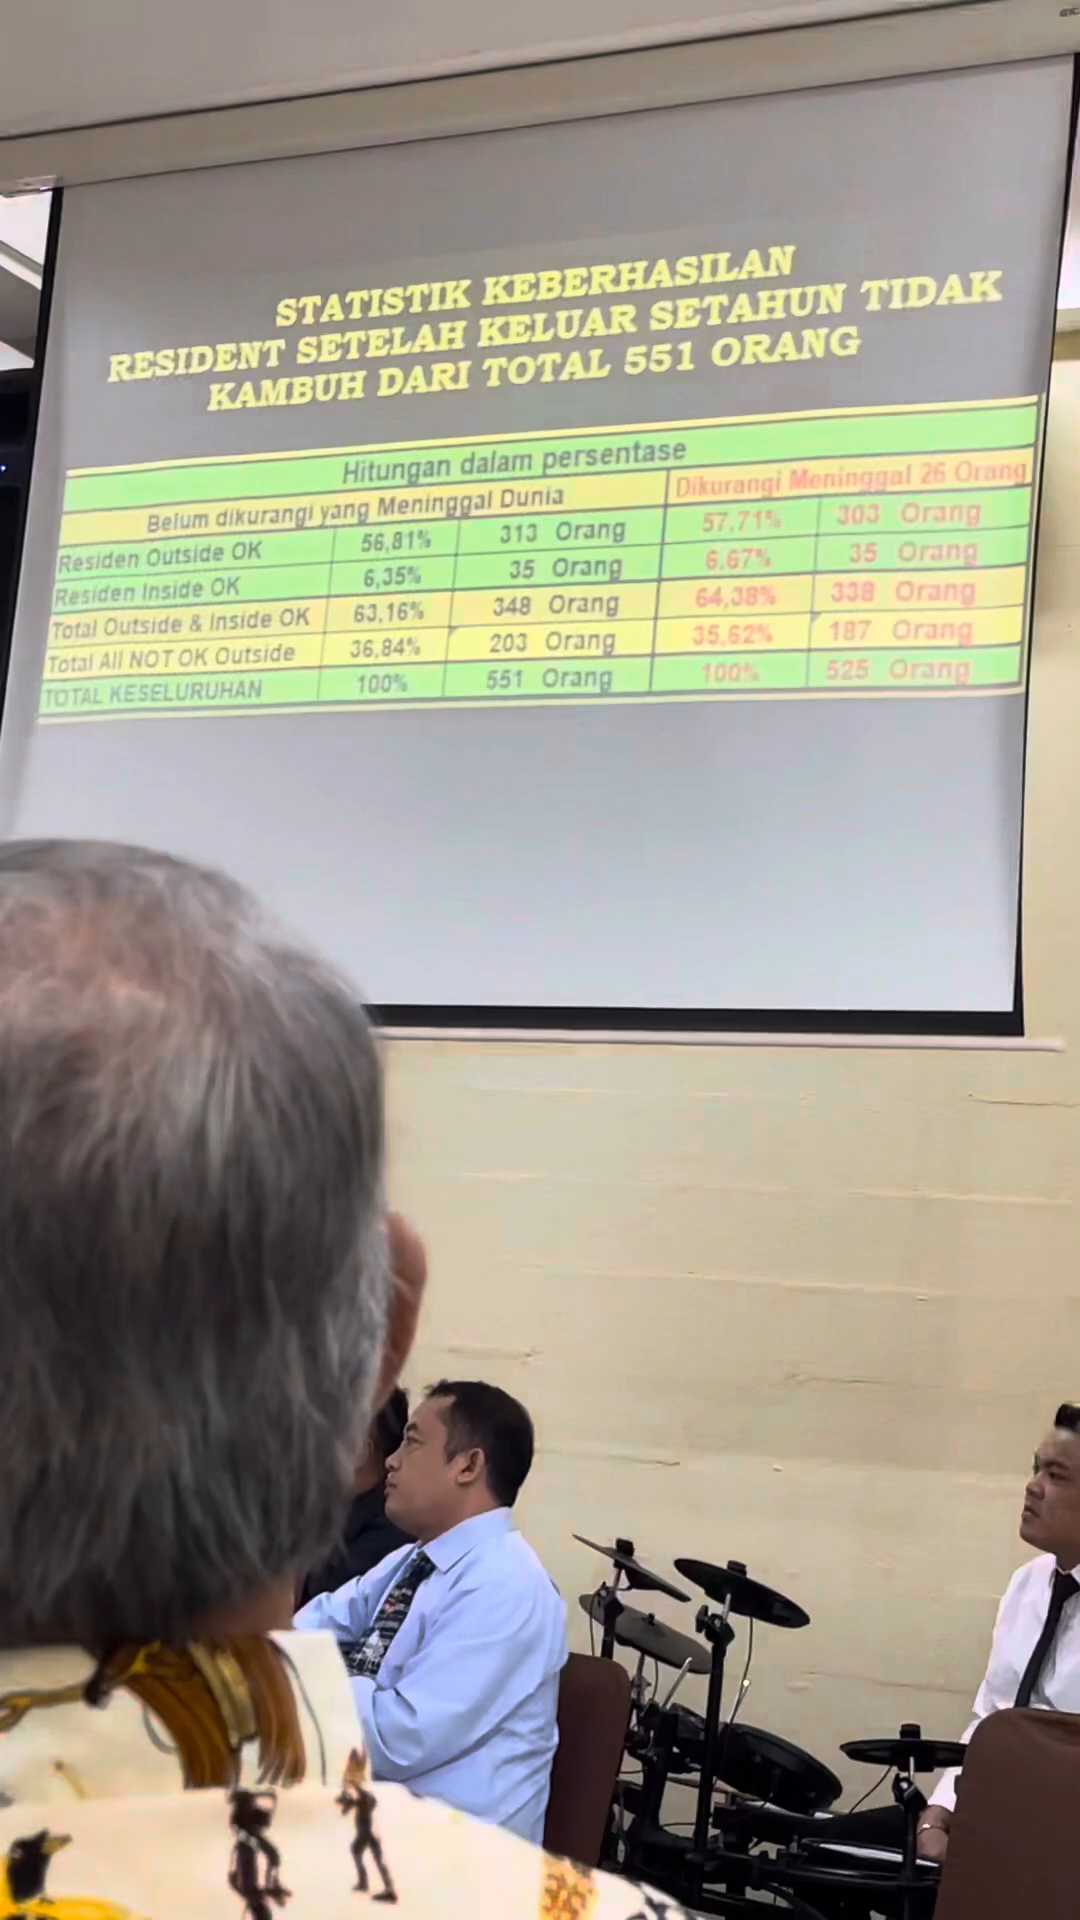 STATISTIK KEBERHASILAN
RESIDENT SETELAH KELUAR SETAHUN TIDAK
KAMBUH DARI TOTAL 551 ORANG
Hitungan dalam persentase
Belum dikurangi yang Meninggal Dunia Dikurangi Meninggal 26 Orang
Residen Outside OK 56,81% 313 Orang 57,71% 303 Orang
Residen Inside OK 6,35% 35 Orang 6,67% 35 Orang
Total Outside & Inside OK 63,16% 348 Orang 64,38% 338 Orang
Total All NOT OK Outside 36,84% 203 Orang 35,62% 187 Orang
TOTAL KESELURUHAN 100% 551 Orang 100% 525 Orang